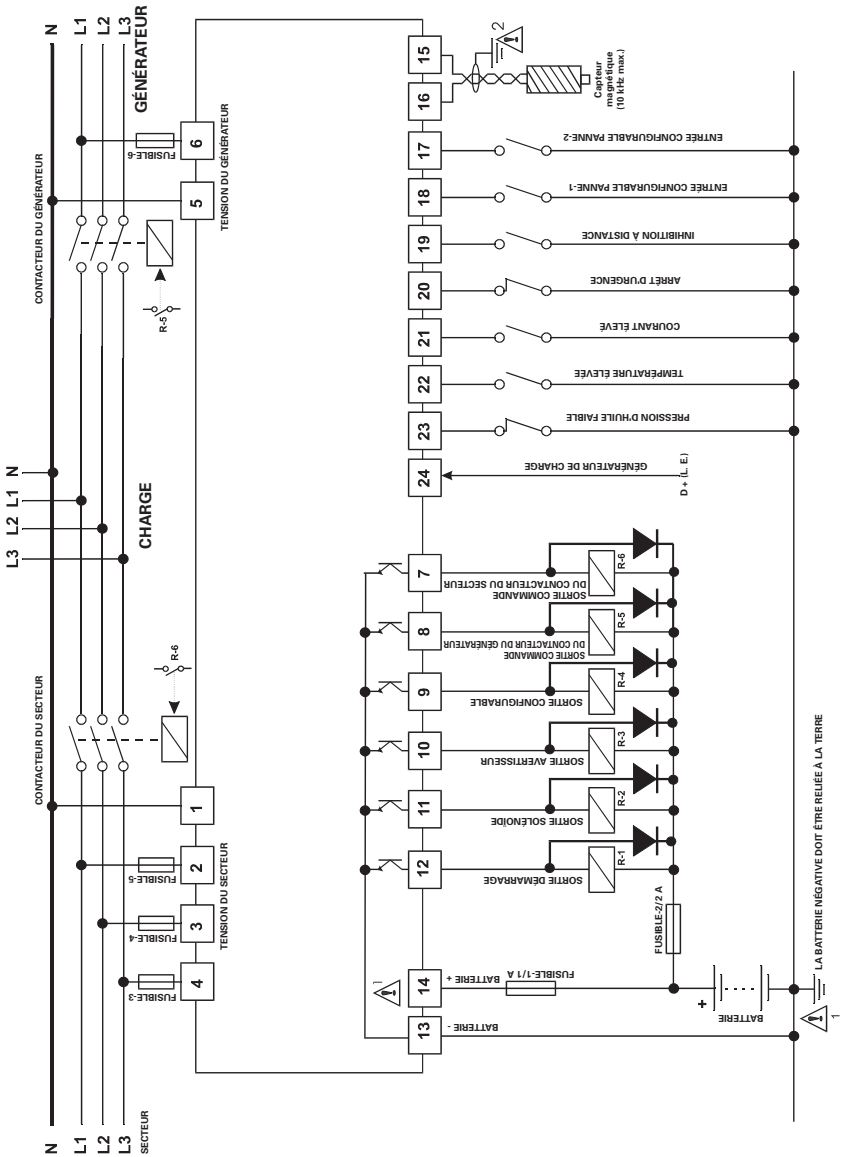 N
L1
L2
L3
SECTEUR
CONTACTEUR DU SECTEUR
R-6
L3
L2
L1
N
CHARGE
CONTACTEUR DU GÉNÉRATEUR
R-5
N
L1
L2
L3
GÉNÉRATEUR
FUSIBLE-3
FUSIBLE-4
FUSIBLE-5
FUSIBLE-6
4
3
2
1
5
6
TENSION DU SECTEUR
TENSION DU GÉNÉRATEUR
1
13
14
12
11
10
9
8
7
24
23
22
21
20
19
18
17
16
15
BATTERIE -
BATTERIE +
FUSIBLE-1/1 A
FUSIBLE-2/2 A
SORTIE DÉMARRAGE
R-1
SORTIE SOLÉNOÏDE
R-2
SORTIE AVERTISSEUR
R-3
SORTIE CONFIGURABLE
R-4
SORTIE COMMANDE
DU CONTACTEUR DU GÉNÉRATEUR
R-5
SORTIE COMMANDE
DU CONTACTEUR DU SECTEUR
R-6
GÉNÉRATEUR DE CHARGE
D + (L. E.)
PRESSION D'HUILE FAIBLE
TEMPÉRATURE ÉLEVÉE
COURANT ÉLEVÉ
ARRÊT D'URGENCE
INHIBITION À DISTANCE
ENTRÉE CONFIGURABLE PANNE-1
ENTRÉE CONFIGURABLE PANNE-2
2
Capteur
magnétique
(10 kHz max.)
+
BATTERIE
1
LA BATTERIE NÉGATIVE DOIT ÊTRE RELIÉE À LA TERRE